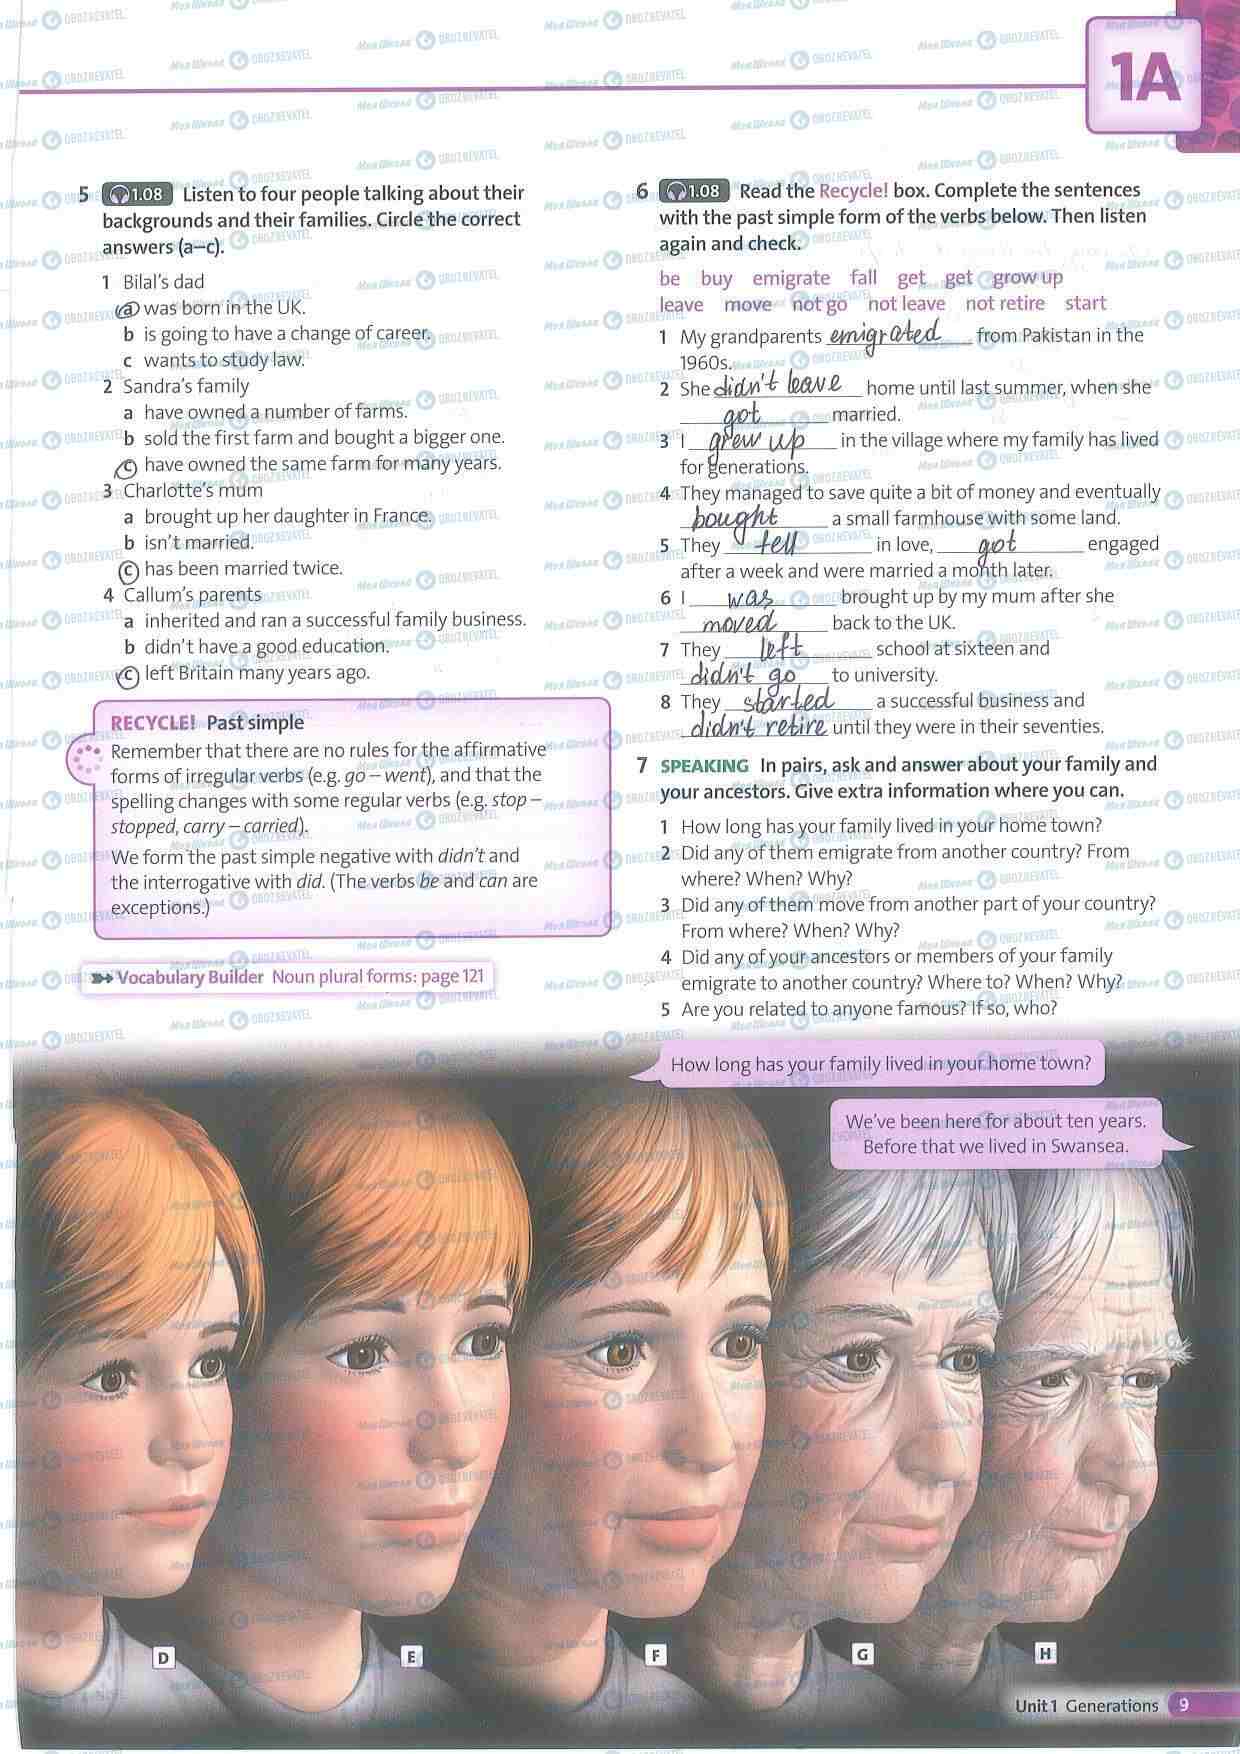 1A
5 1.08 Listen to four people talking about their
backgrounds and their families. Circle the correct
answers (a–c).
1 Bilal's dad
a was born in the UK.
b is going to have a change of career.
c wants to study law.
2 Sandra's family
a have owned a number of farms.
b sold the first farm and bought a bigger one.
c have owned the same farm for many years.
3 Charlotte's mum
a brought up her daughter in France.
b isn't married.
c has been married twice.
4 Callum's parents
a inherited and ran a successful family business.
b didn't have a good education.
c left Britain many years ago.
RECYCLE! Past simple
Remember that there are no rules for the affirmative
forms of irregular verbs (e.g. go – went), and that the
spelling changes with some regular verbs (e.g. stop –
stopped, carry – carried).
We form the past simple negative with didn't and
the interrogative with did. (The verbs be and can are
exceptions.)
Vocabulary Builder Noun plural forms: page 121
6 1.08 Read the Recycle! box. Complete the sentences
with the past simple form of the verbs below. Then listen
again and check.
be buy emigrate fall get get grow up
leave move not go not leave not retire start
1 My grandparents emigrated from Pakistan in the
1960s.
2 She didn't leave home until last summer, when she
got married.
3 I grew up in the village where my family has lived
for generations.
4 They managed to save quite a bit of money and eventually
bought a small farmhouse with some land.
5 They fell in love, got engaged
after a week and were married a month later.
6 I was brought up by my mum after she
moved back to the UK.
7 They left school at sixteen and
didn't go to university.
8 They started a successful business and
didn't retire until they were in their seventies.
7 SPEAKING In pairs, ask and answer about your family and
your ancestors. Give extra information where you can.
1 How long has your family lived in your home town?
2 Did any of them emigrate from another country? From
where? When? Why?
3 Did any of them move from another part of your country?
From where? When? Why?
4 Did any of your ancestors or members of your family
emigrate to another country? Where to? When? Why?
5 Are you related to anyone famous? If so, who?
How long has your family lived in your home town?
We've been here for about ten years.
Before that we lived in Swansea.
D
E
F
G
H
Unit 1 Generations 9
Моя Школа OBOZREVATEL